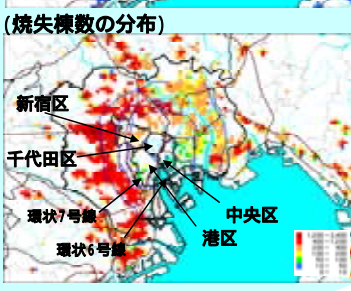 (焼失棟数の分布)
新宿区
千代田区
環状7号線
中央区
港区
環状6号線